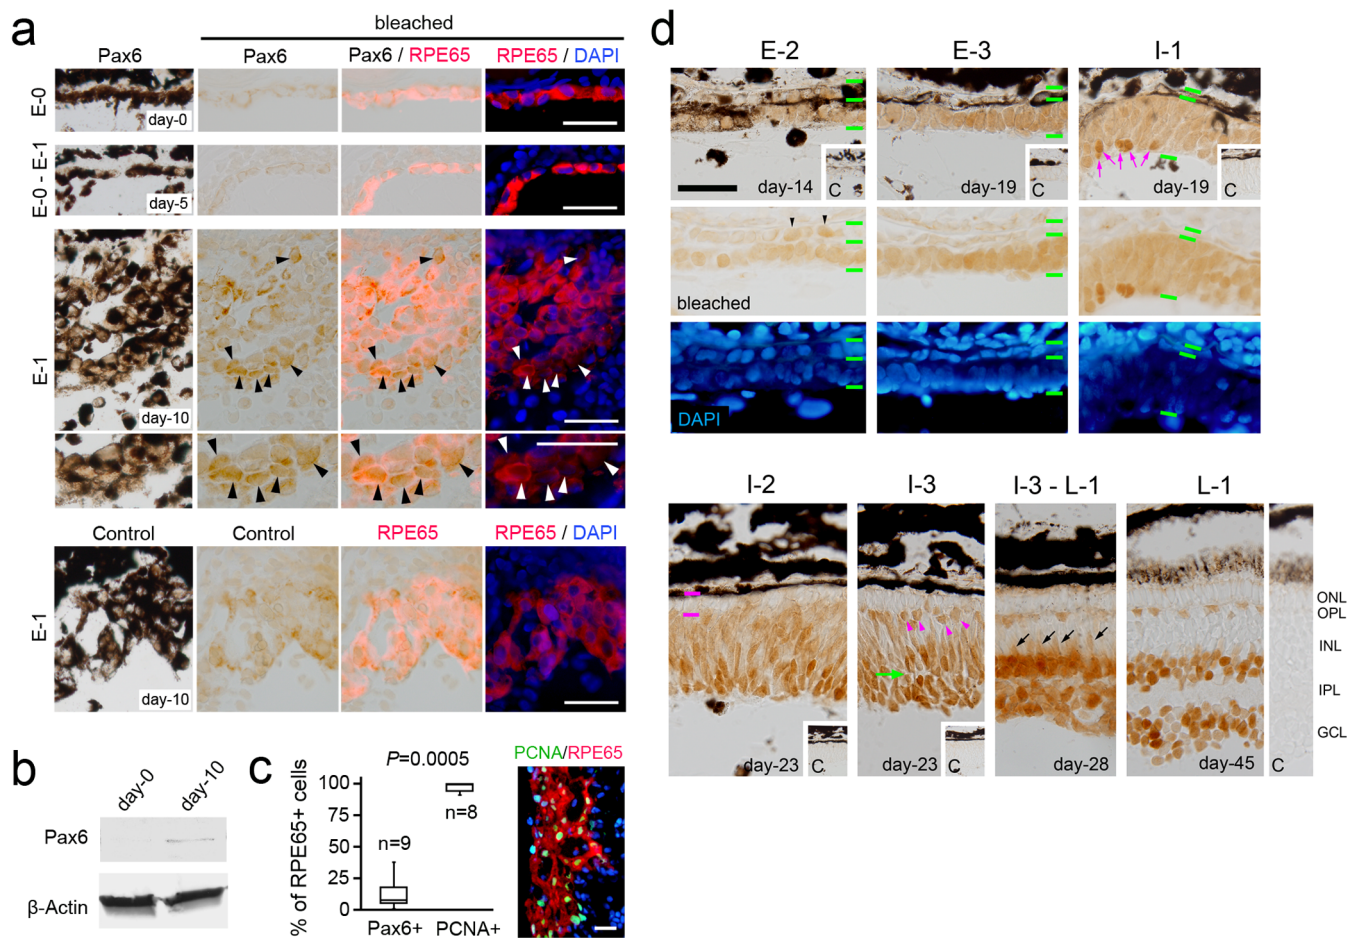 a
bleached
Pax6 Pax6 Pax6 / RPE65 RPE65 / DAPI
E-0
day-0
E-0 - E-1
day-5
E-1
day-10
Control Control RPE65 RPE65 / DAPI
E-1
day-10
b
day-0 day-10
Pax6
β-Actin
c
P=0.0005
% of RPE65+ cells
100
75
50
25
0
n=9
n=8
Pax6+ PCNA+
PCNA/RPE65
d
E-2 E-3 I-1
day-14 C day-19 C day-19 C
bleached
DAPI
I-2 I-3 I-3 - L-1 L-1
day-23 C day-23 C day-28 day-45 C
ONL
OPL
INL
IPL
GCL